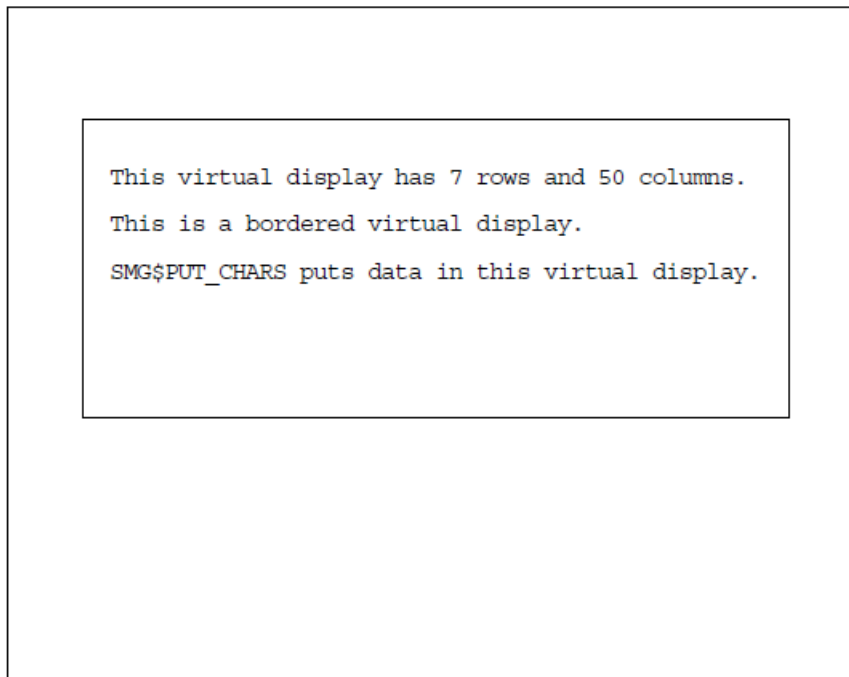 This virtual display has 7 rows and 50 columns.
This is a bordered virtual display.
SMG$PUT_CHARS puts data in this virtual display.